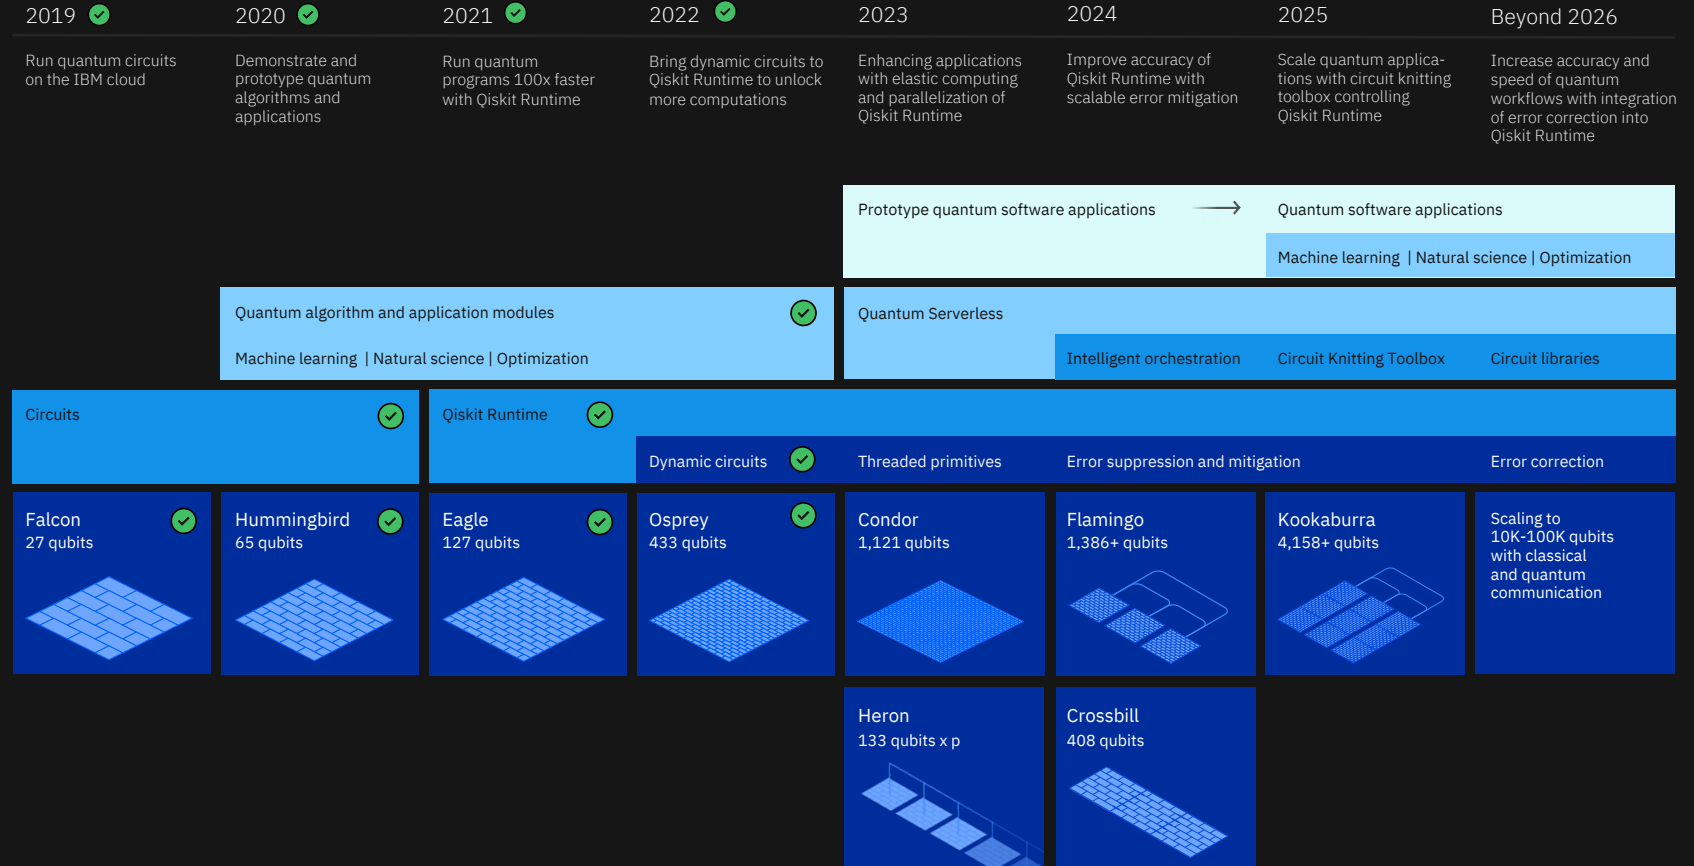 2019
2020
2021
2022
2023
2024
2025
Beyond 2026
Run quantum circuits
on the IBM cloud
Demonstrate and
prototype quantum
algorithms and
applications
Run quantum
programs 100x faster
with Qiskit Runtime
Bring dynamic circuits to
Qiskit Runtime to unlock
more computations
Enhancing applications
with elastic computing
and parallelization of
Qiskit Runtime
Improve accuracy of
Qiskit Runtime with
scalable error mitigation
Scale quantum applica-
tions with circuit knitting
toolbox controlling
Qiskit Runtime
Increase accuracy and
speed of quantum
workflows with integration
of error correction into
Qiskit Runtime
Prototype quantum software applications
Quantum software applications
Machine learning | Natural science | Optimization
Quantum algorithm and application modules
Machine learning | Natural science | Optimization
Quantum Serverless
Intelligent orchestration
Circuit Knitting Toolbox
Circuit libraries
Circuits
Qiskit Runtime
Dynamic circuits
Threaded primitives
Error suppression and mitigation
Error correction
Falcon
27 qubits
Hummingbird
65 qubits
Eagle
127 qubits
Osprey
433 qubits
Condor
1,121 qubits
Flamingo
1,386+ qubits
Kookaburra
4,158+ qubits
Scaling to
10K-100K qubits
with classical
and quantum
communication
Heron
133 qubits x p
Crossbill
408 qubits